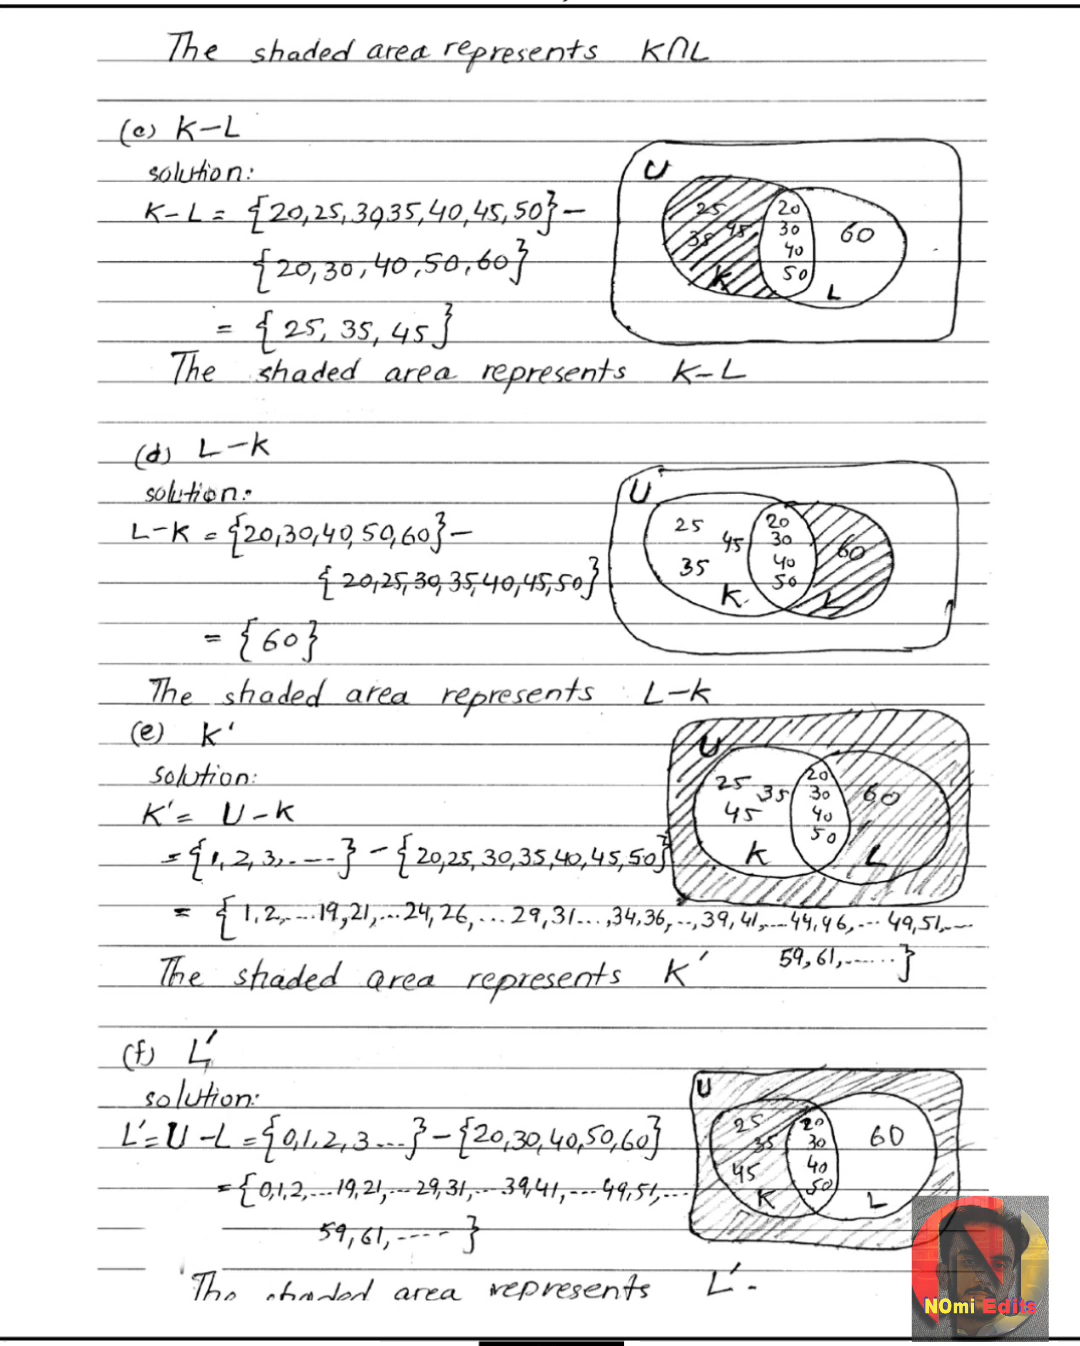 The shaded area represents K∩L
(c) K-L
solution:
K-L = {20,25,30,35,40,45,50} -
{20,30,40,50,60}
= {25, 35, 45}
The shaded area represents K-L
U
25
35 45
K
20
30
40
50
60
L
(d) L-K
solution:
L-K = {20,30,40,50,60} -
{20,25,30,35,40,45,50}
= {60}
The shaded area represents L-K
U
25
45
35
K
20
30
40
50
60
L
(e) K'
solution:
K' = U-K
= {1,2,3,.----} - {20,25,30,35,40,45,50}
= {1,2,....19,21,...24,26,...29,31...,34,36,..,39,41,....44,46,...49,51,....
59,61,.......}
The shaded area represents K'
U
25 35
45
K
20
30
40
50
60
L
(f) L'
solution:
L'=U-L={0,1,2,3...}-{20,30,40,50,60}
={0,1,2,....19,21,...29,31,...39,41,....49,51,...
59,61,-----}
The shaded area represents L'-
U
25
35
45
K
20
30
40
50
60
L
NOmi Edits